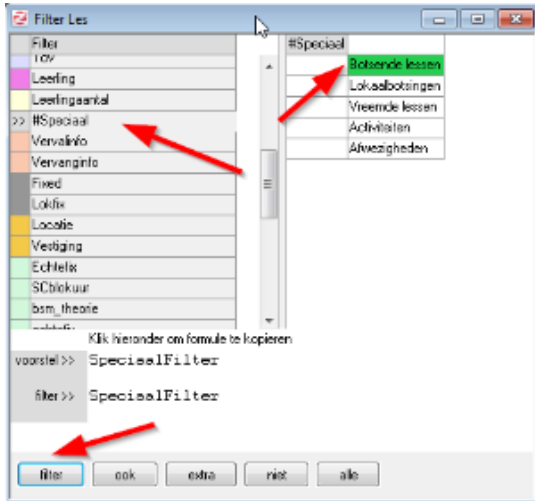 Filter Les
Filter
TOV
Leerling
Leerlingaantal
>> #Speciaal
Vervalinfo
Vervanginfo
Fixed
Lokfix
Locatie
Vestiging
Echtefix
SCblokuur
bsm_theorie
#Speciaal
Botsende lessen
Lokaalbotsingen
Vreemde lessen
Activiteiten
Afwezigheden
Klik hieronder om formule te kopieren
voorstel >> SpeciaalFilter
filter >> SpeciaalFilter
filter ook extra niet alle